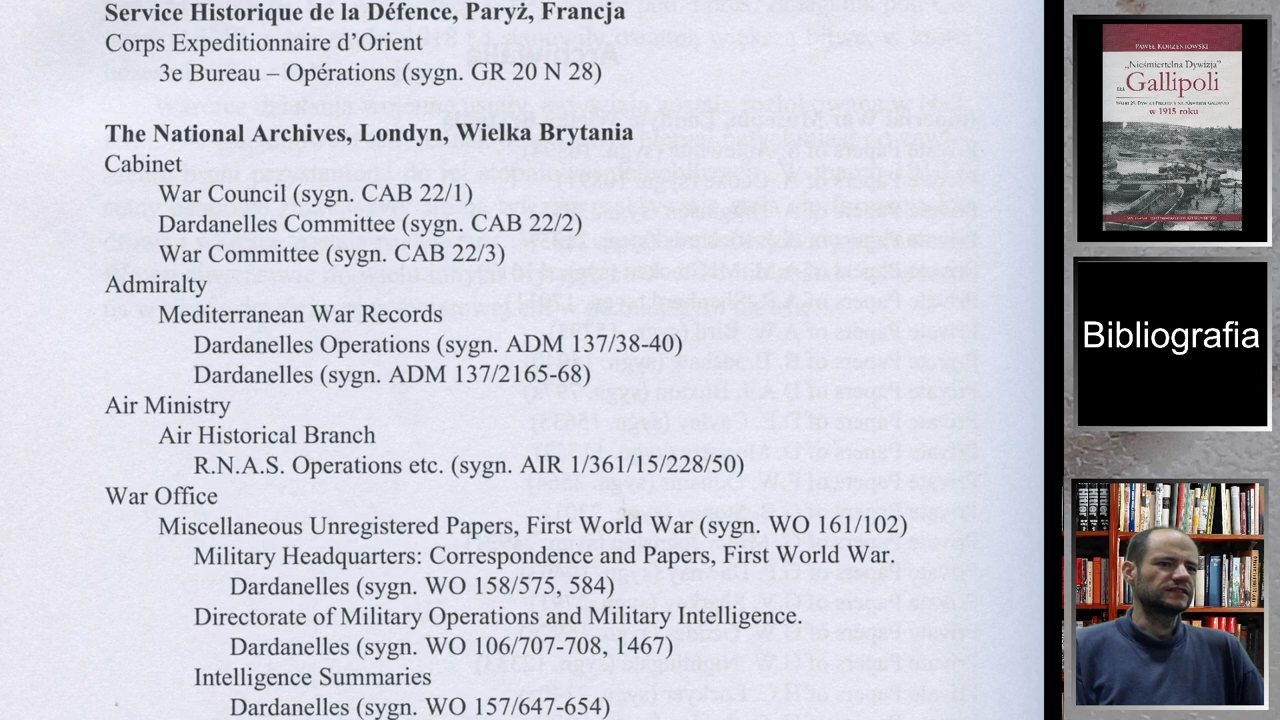 Service Historique de la Défence, Paryż, Francja
Corps Expeditionnaire d’Orient
3e Bureau – Opérations (sygn. GR 20 N 28)
The National Archives, Londyn, Wielka Brytania
Cabinet
War Council (sygn. CAB 22/1)
Dardanelles Committee (sygn. CAB 22/2)
War Committee (sygn. CAB 22/3)
Admiralty
Mediterranean War Records
Dardanelles Operations (sygn. ADM 137/38-40)
Dardanelles (sygn. ADM 137/2165-68)
Air Ministry
Air Historical Branch
R.N.A.S. Operations etc. (sygn. AIR 1/361/15/228/50)
War Office
Miscellaneous Unregistered Papers, First World War (sygn. WO 161/102)
Military Headquarters: Correspondence and Papers, First World War.
Dardanelles (sygn. WO 158/575, 584)
Directorate of Military Operations and Military Intelligence.
Dardanelles (sygn. WO 106/707-708, 1467)
Intelligence Summaries
Dardanelles (sygn. WO 157/647-654)
PAWEŁ KORZENIOWSKI
„Nieśmiertelna Dywizja”
na Gallipoli
w 1915 roku
Bibliografia